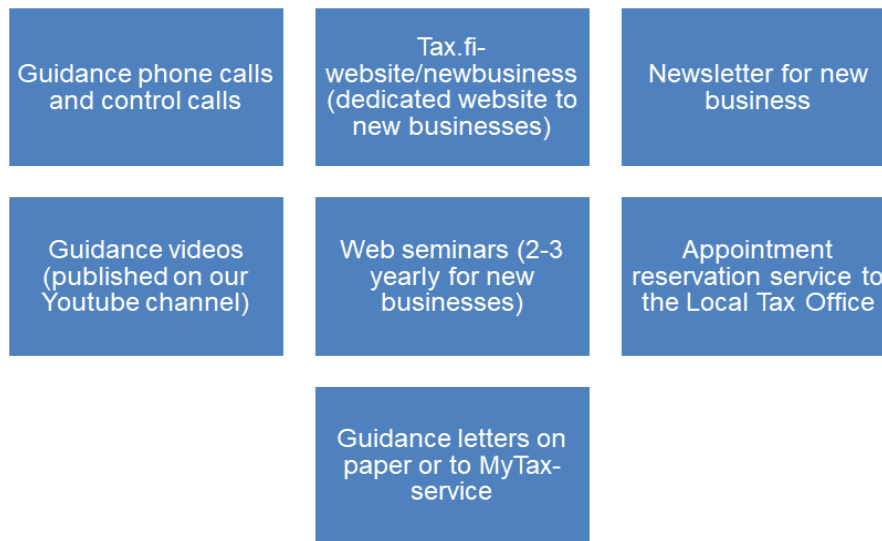 Guidance phone calls
and control calls
Tax.fi-
website/newbusiness
(dedicated website to
new businesses)
Newsletter for new
business
Guidance videos
(published on our
Youtube channel)
Web seminars (2-3
yearly for new
businesses)
Appointment
reservation service to
the Local Tax Office
Guidance letters on
paper or to MyTax-
service